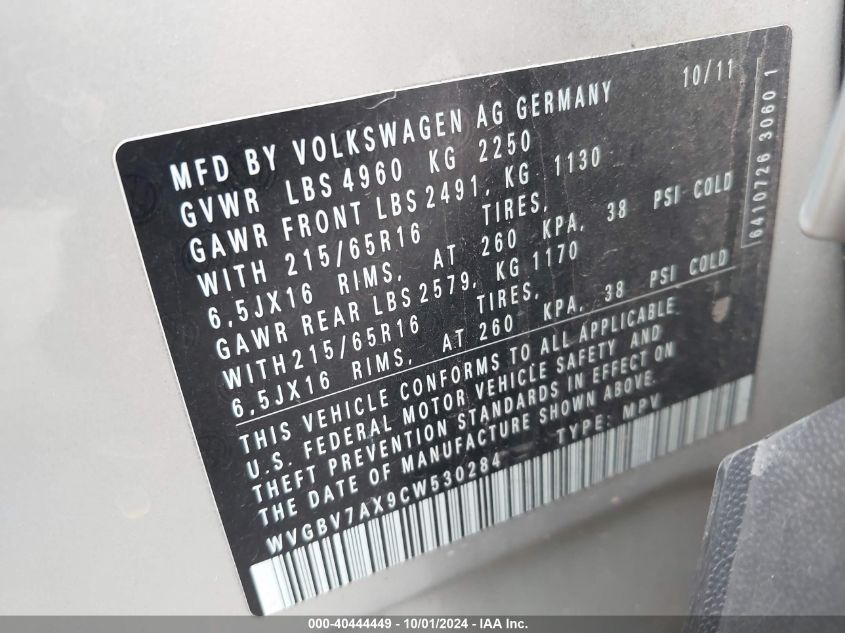 MFD BY VOLKSWAGEN AG GERMANY 10/11
GVWR LBS 4960 KG 2250
GAWR FRONT LBS 2491, KG 1130
WITH 215/65R16 TIRES,
6,5JX16 RIMS, AT 260 KPA, 38 PSI COLD
GAWR REAR LBS 2579, KG 1170
WITH 215/65R16 TIRES,
6,5JX16 RIMS, AT 260 KPA, 38 PSI COLD
THIS VEHICLE CONFORMS TO ALL APPLICABLE
U.S. FEDERAL MOTOR VEHICLE SAFETY AND
THEFT PREVENTION STANDARDS IN EFFECT ON
THE DATE OF MANUFACTURE SHOWN ABOVE.
WVGBV7AX9CW530284 TYPE: MPV
6410726 3060 1
000-40444449 • 10/01/2024 - IAA Inc.